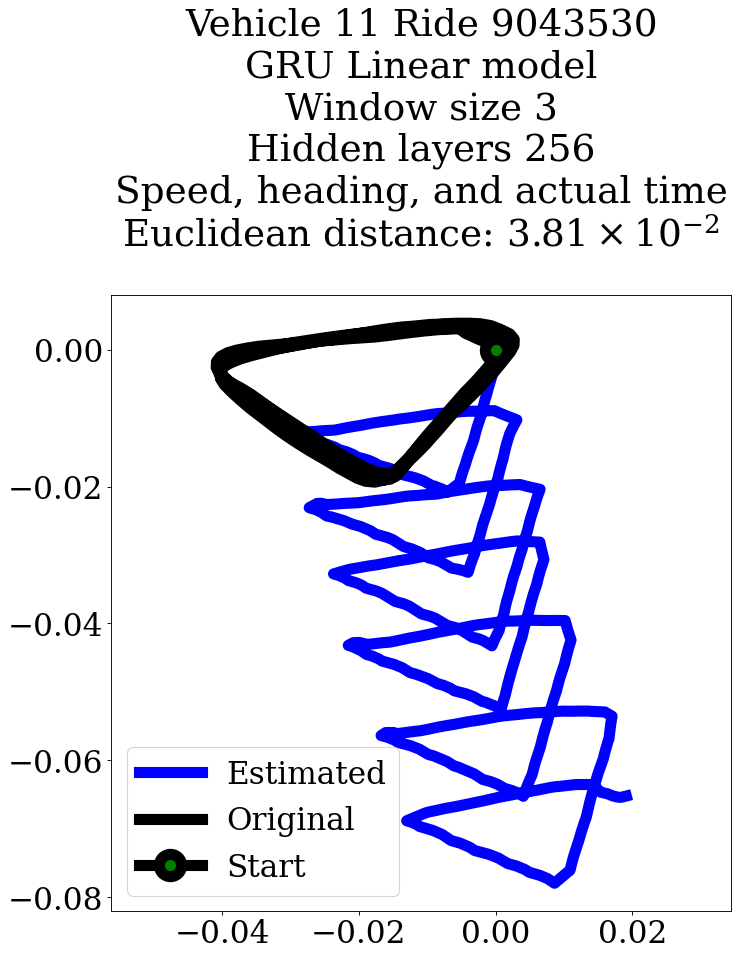 Vehicle 11 Ride 9043530
GRU Linear model
Window size 3
Hidden layers 256
Speed, heading, and actual time
Euclidean distance: 3.81 × 10⁻²
0.00
−0.02
−0.04
−0.06
−0.08
Estimated
Original
Start
−0.04
−0.02
0.00
0.02